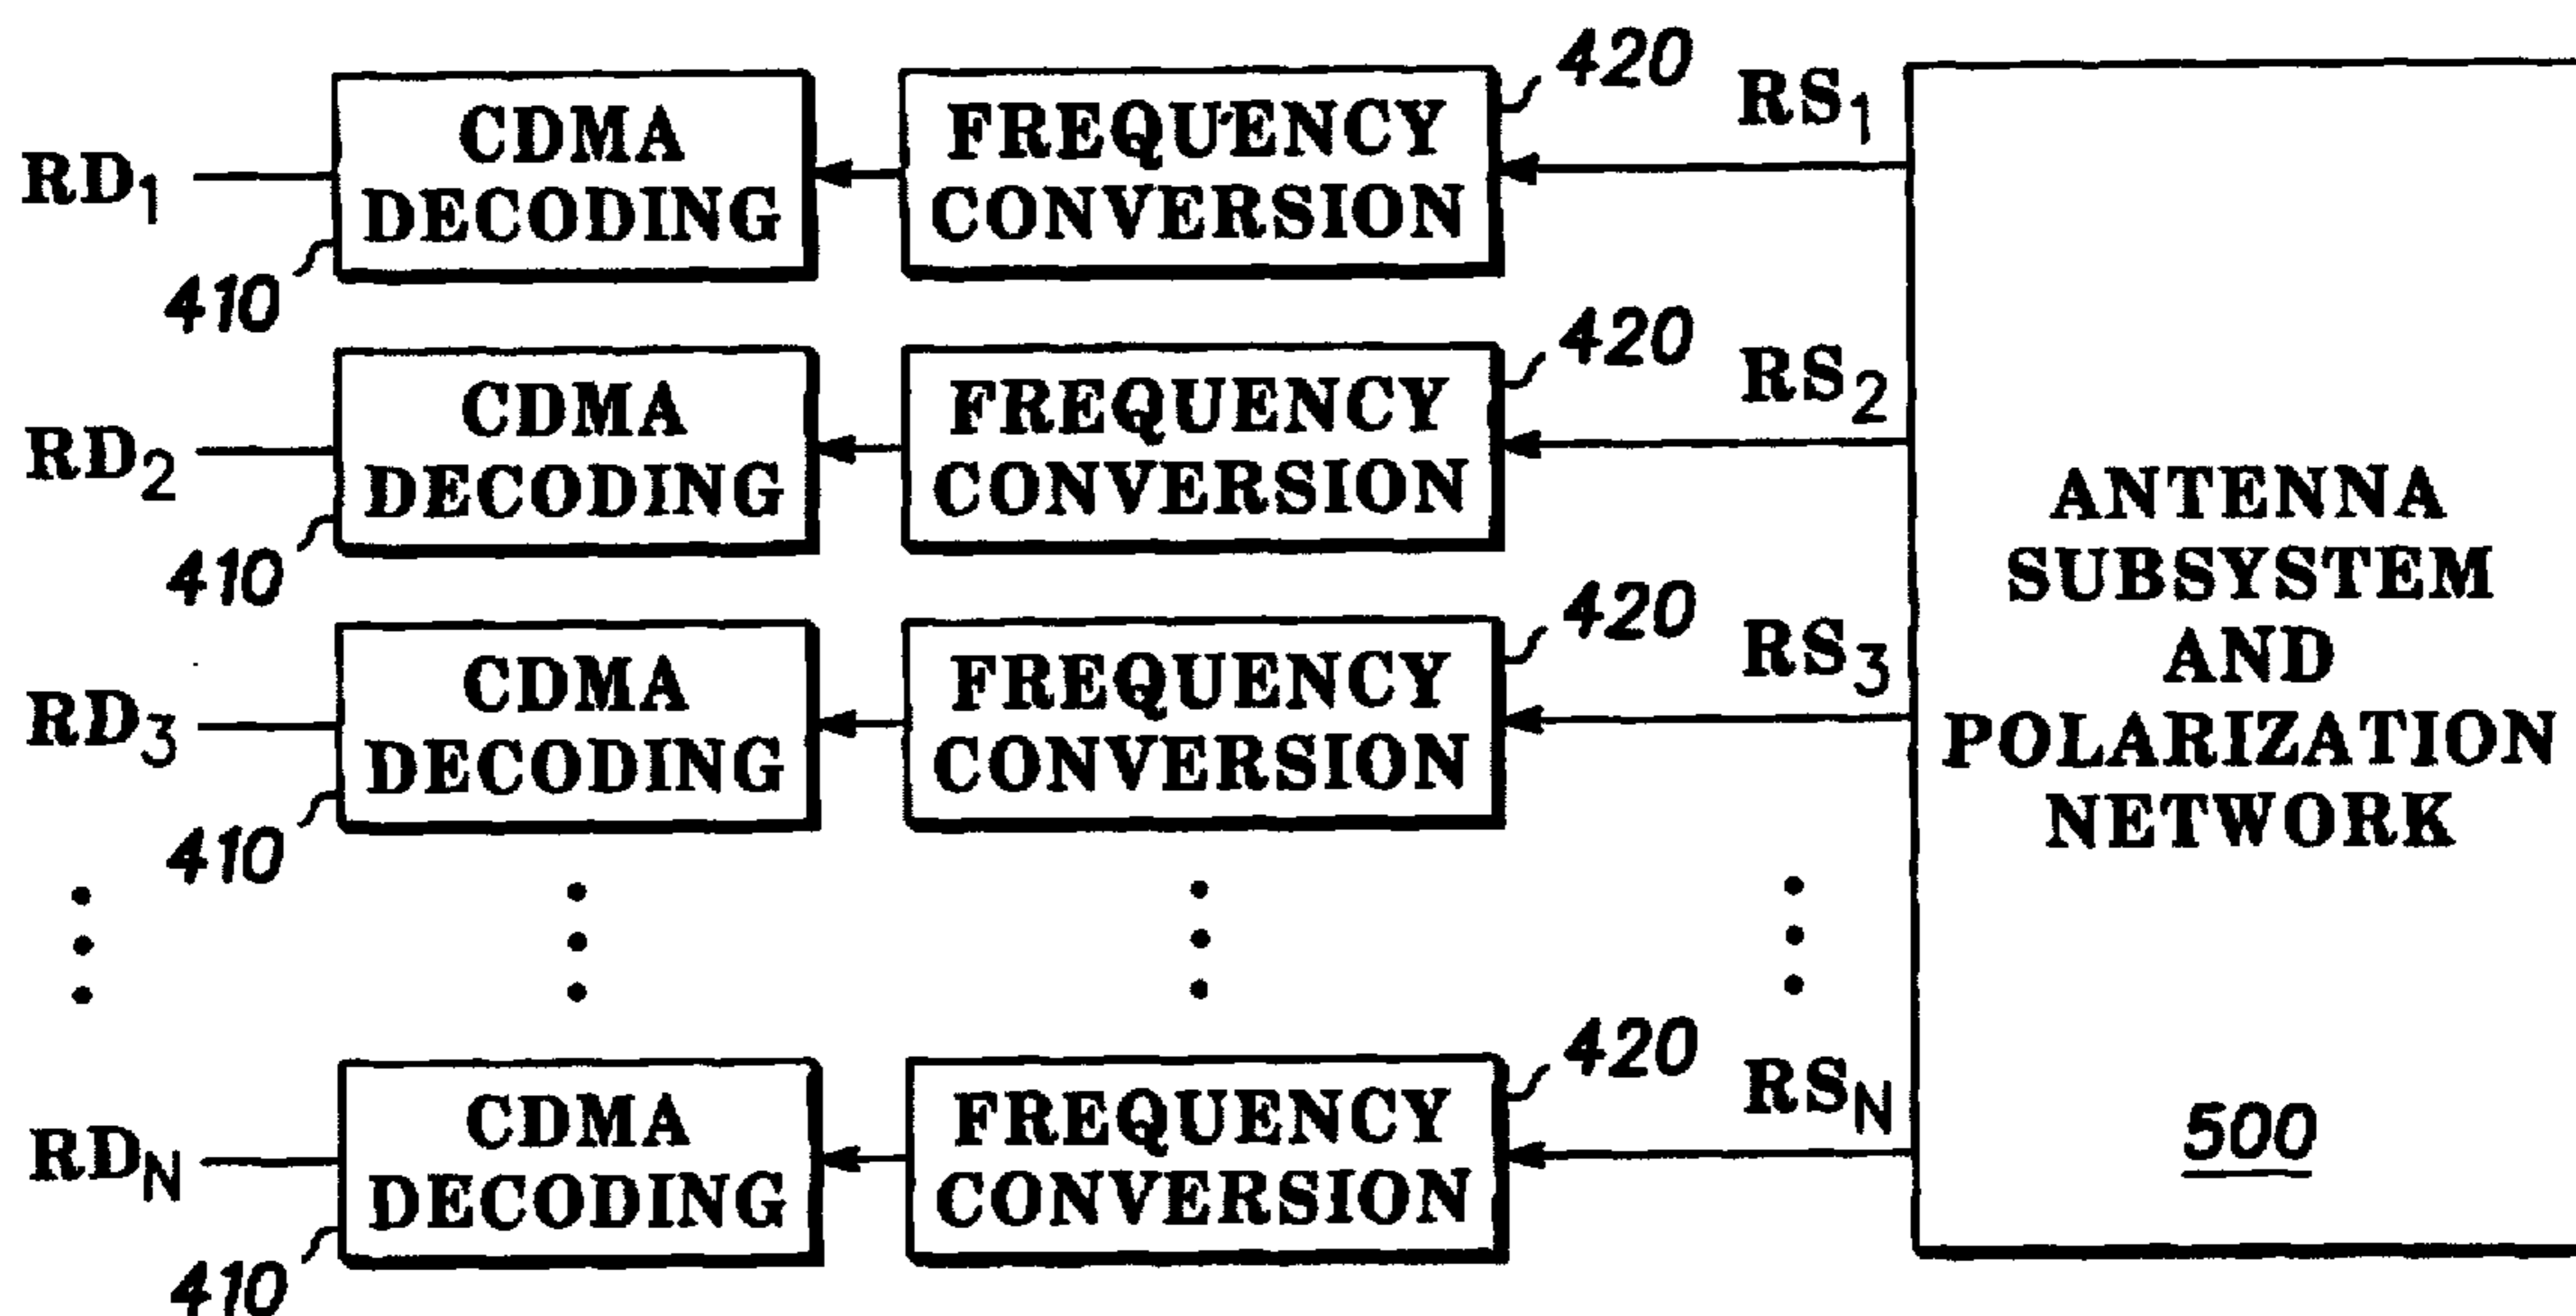 420
RS1
CDMA
DECODING
FREQUENCY
CONVERSION
RD1
410
420
RS2
CDMA
DECODING
FREQUENCY
CONVERSION
RD2
410
420
RS3
CDMA
DECODING
FREQUENCY
CONVERSION
RD3
410
420
RSN
CDMA
DECODING
FREQUENCY
CONVERSION
RDN
410
ANTENNA
SUBSYSTEM
AND
POLARIZATION
NETWORK
500